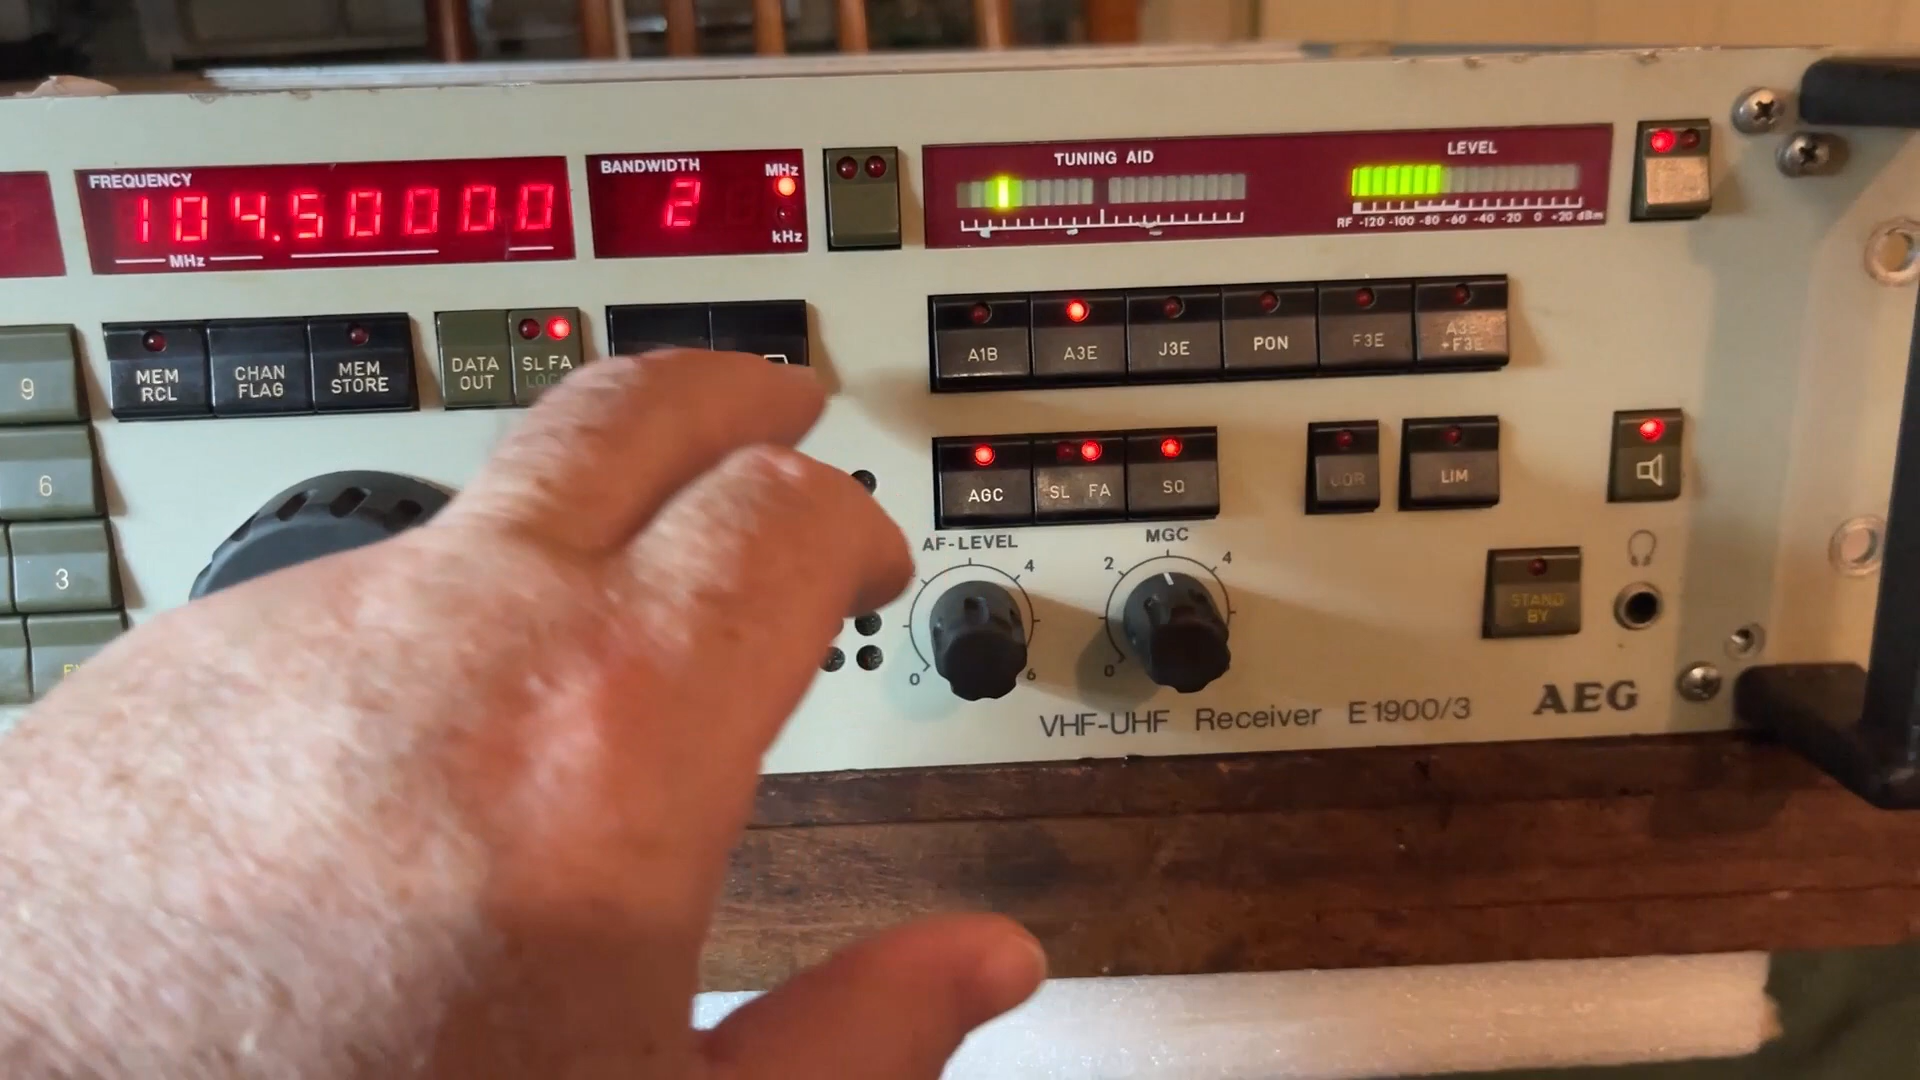 FREQUENCY
104.50000
MHz
BANDWIDTH
2
MHz
kHz
TUNING AID
LEVEL
RF -120 -100 -80 -60 -40 -20 0 +20 dBm
9
MEM RCL
CHAN FLAG
MEM STORE
DATA OUT
SL FA
A1B
A3E
J3E
PON
F3E
A3E
+F3E
6
AGC
SL FA
SQ
COR
LIM
3
AF-LEVEL
0
4
6
MGC
0
2
4
STAND BY
VHF-UHF Receiver E1900/3
AEG